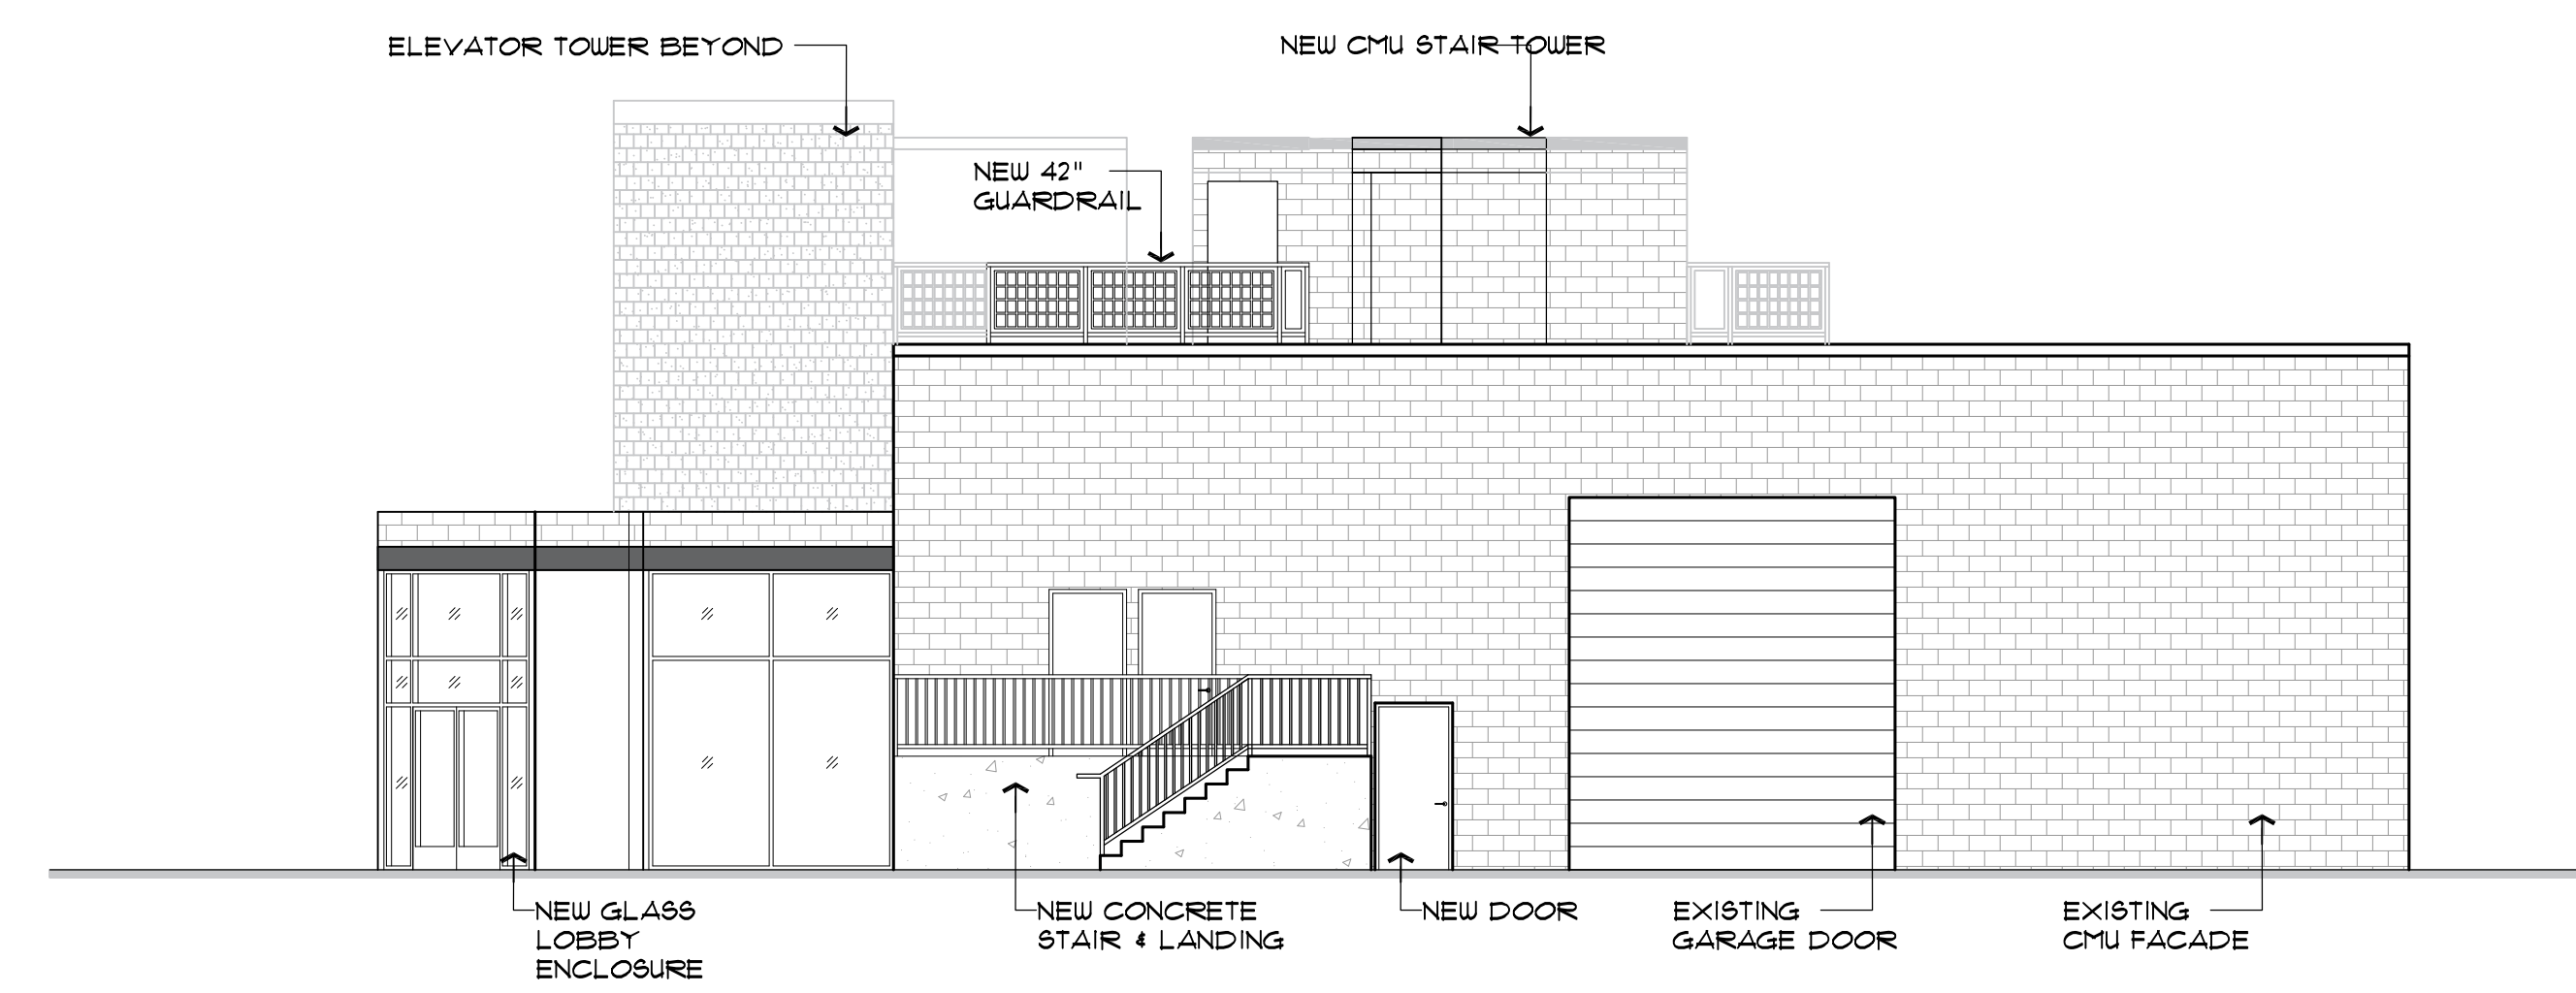 ELEVATOR TOWER BEYOND
NEW CMU STAIR TOWER
NEW 42"
GUARDRAIL
NEW GLASS
LOBBY
ENCLOSURE
NEW CONCRETE
STAIR & LANDING
NEW DOOR
EXISTING
GARAGE DOOR
EXISTING
CMU FACADE